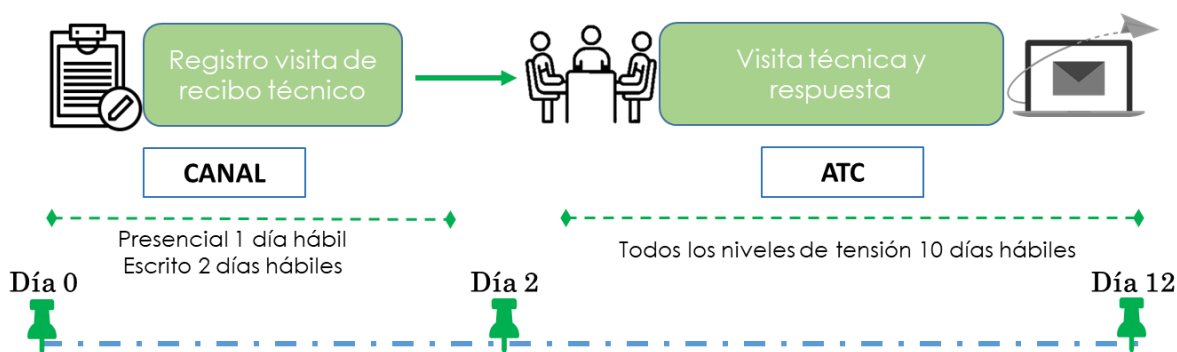 Registro visita de
recibo técnico
Visita técnica y
respuesta
CANAL
ATC
Presencial 1 día hábil
Escrito 2 días hábiles
Todos los niveles de tensión 10 días hábiles
Día 0
Día 2
Día 12